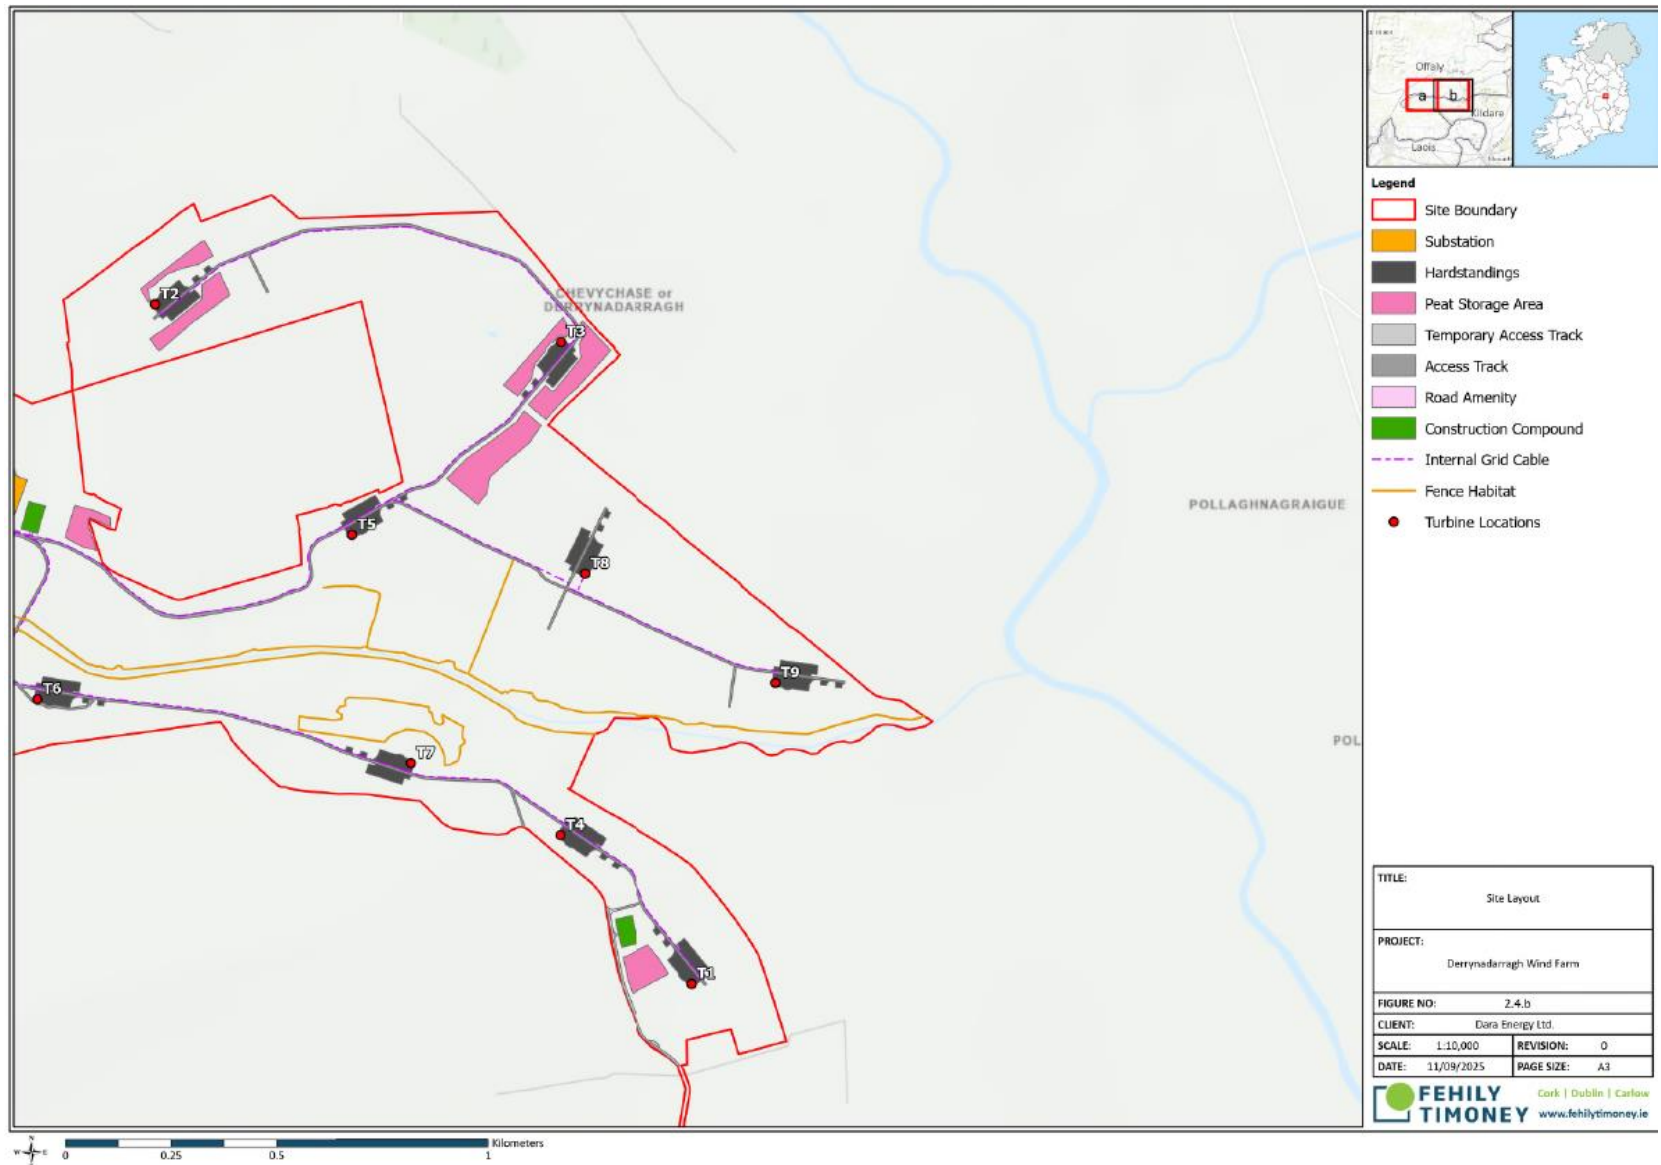 T2
CHEVYCHASE or
DERRYNADARRAGH
T3
T5
T8
POLLAGHNAGRAIGUE
T6
T9
T7
POL
T4
T1
Offaly
a b
Kildare
Laois
Legend
Site Boundary
Substation
Hardstandings
Peat Storage Area
Temporary Access Track
Access Track
Road Amenity
Construction Compound
Internal Grid Cable
Fence Habitat
Turbine Locations
TITLE:
Site Layout
PROJECT:
Derrynadarragh Wind Farm
FIGURE NO: 2.4.b
CLIENT: Dara Energy Ltd.
SCALE: 1:10,000 REVISION: 0
DATE: 11/09/2025 PAGE SIZE: A3
FEHILY
TIMONEY
Cork | Dublin | Carlow
www.fehilytimoney.ie
N
W E
S
0 0.25 0.5 1 Kilometers